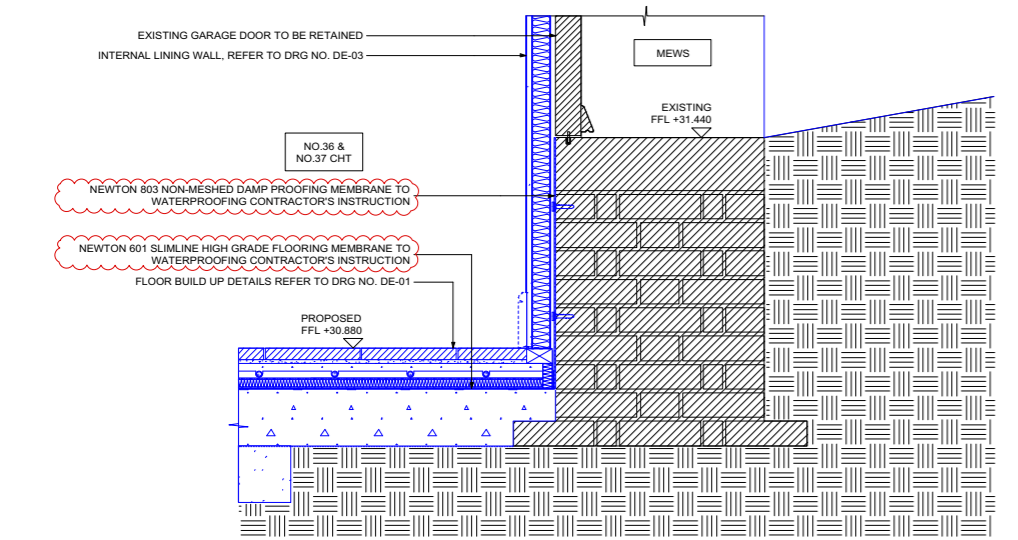 EXISTING GARAGE DOOR TO BE RETAINED
INTERNAL LINING WALL, REFER TO DRG NO. DE-03
MEWS
EXISTING
FFL +31.440
NO.36 &
NO.37 CHT
NEWTON 803 NON-MESHED DAMP PROOFING MEMBRANE TO
WATERPROOFING CONTRACTOR'S INSTRUCTION
NEWTON 601 SLIMLINE HIGH GRADE FLOORING MEMBRANE TO
WATERPROOFING CONTRACTOR'S INSTRUCTION
FLOOR BUILD UP DETAILS REFER TO DRG NO. DE-01
PROPOSED
FFL +30.880